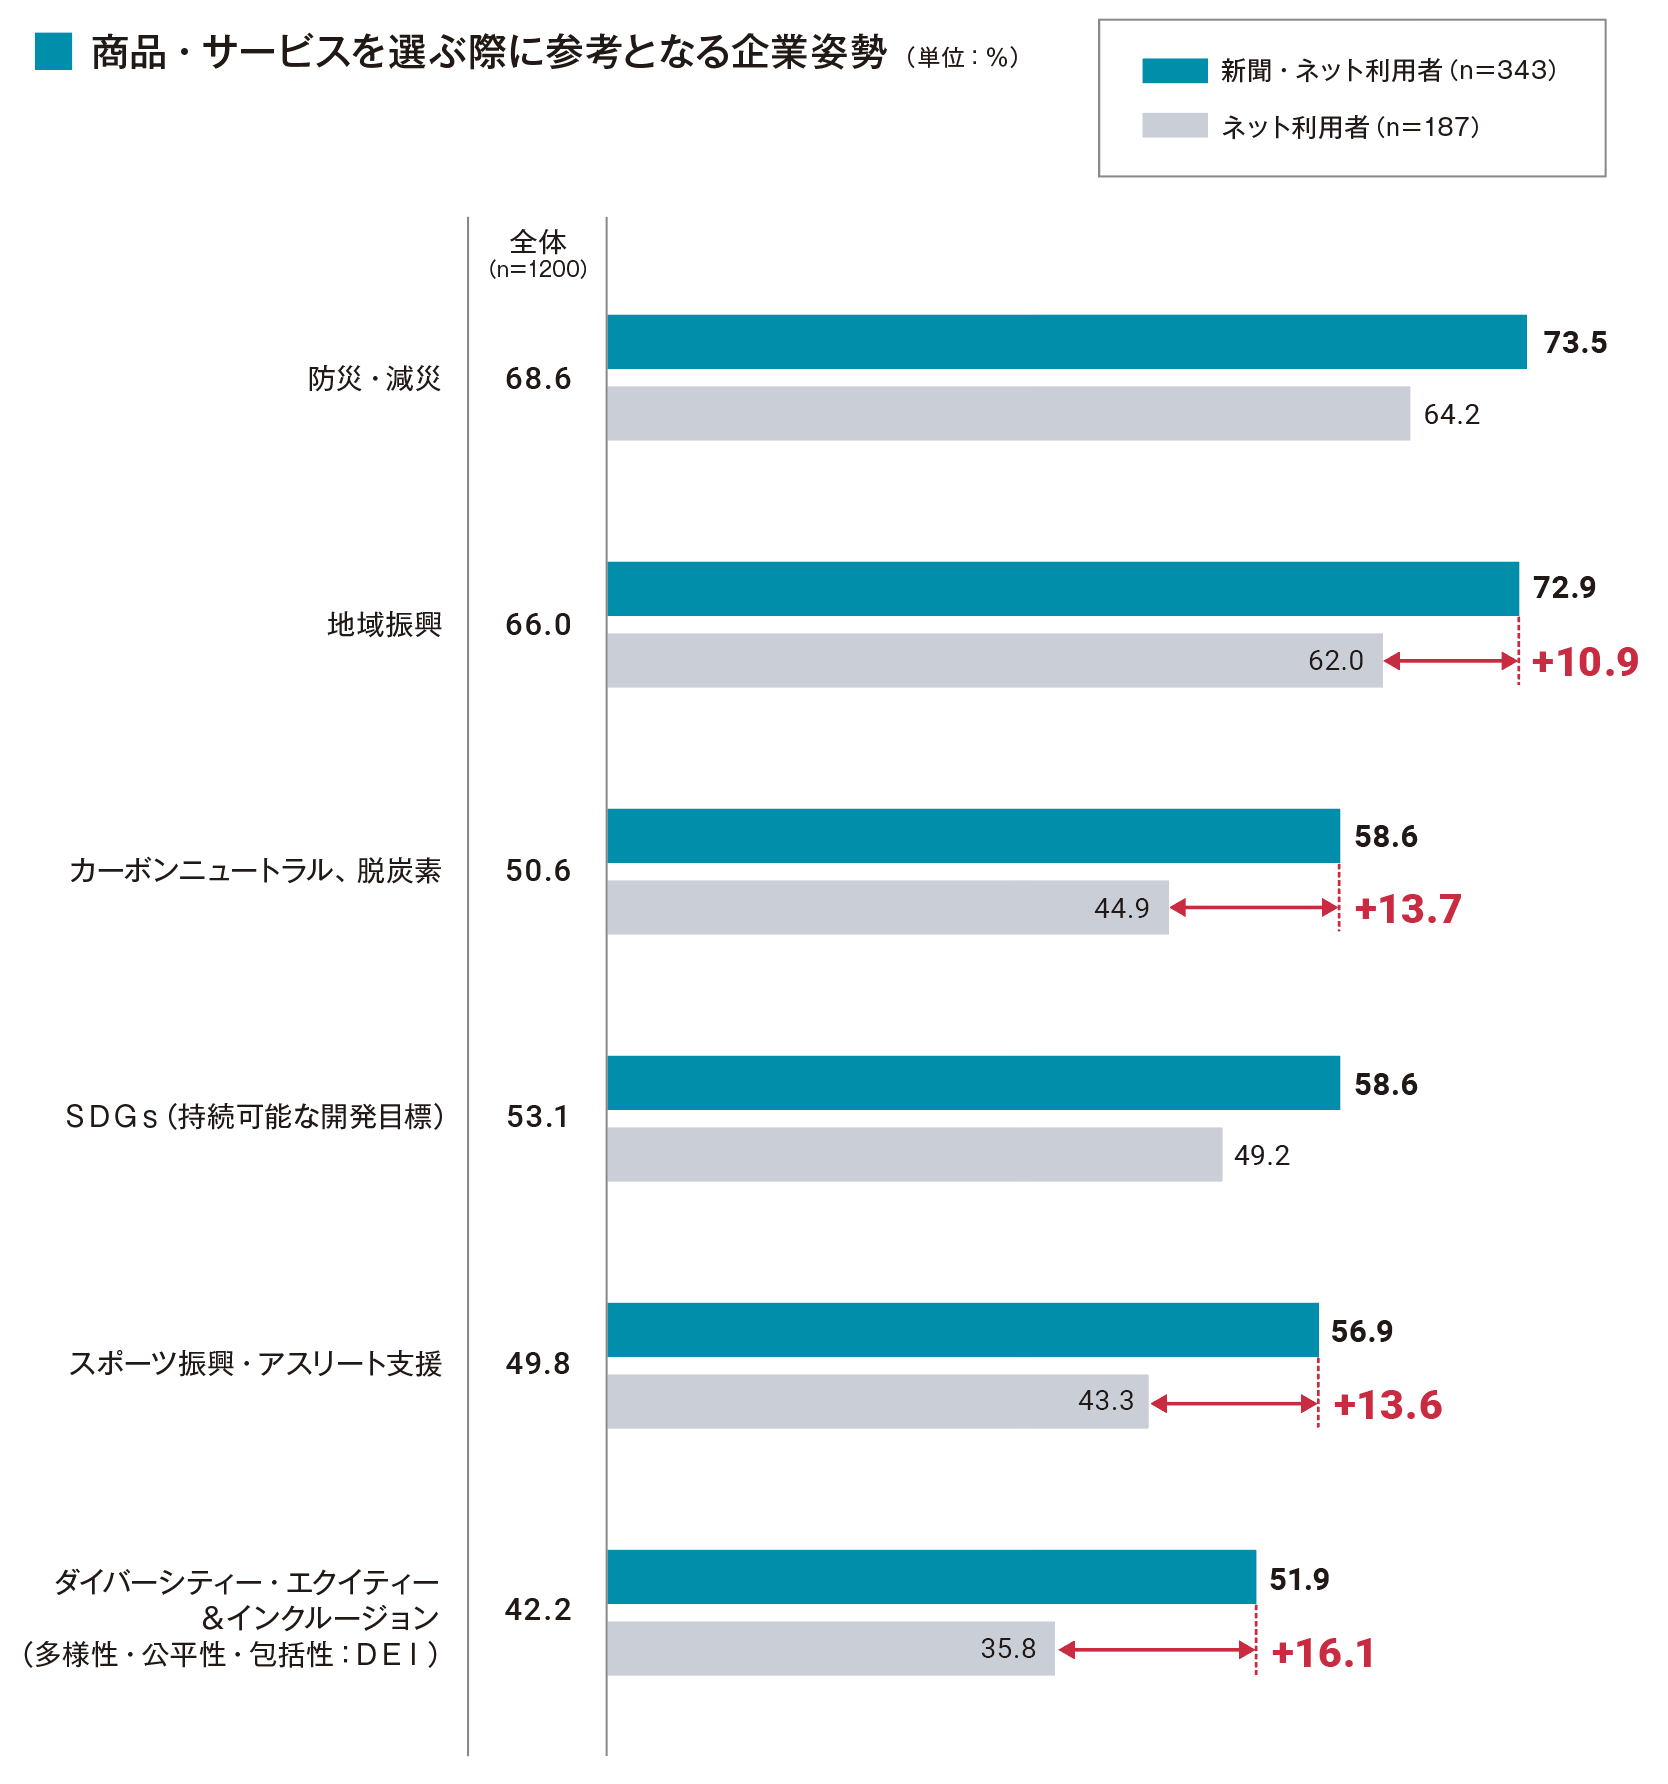 商品・サービスを選ぶ際に参考となる企業姿勢（単位：％）
新聞・ネット利用者（n＝343）
ネット利用者（n＝187）
全体
（n＝1200）
防災・減災
68.6
73.5
64.2
地域振興
66.0
72.9
62.0
+10.9
カーボンニュートラル、脱炭素
50.6
58.6
44.9
+13.7
ＳＤＧｓ（持続可能な開発目標）
53.1
58.6
49.2
スポーツ振興・アスリート支援
49.8
56.9
43.3
+13.6
ダイバーシティー・エクイティー
＆インクルージョン
（多様性・公平性・包括性：ＤＥＩ）
42.2
51.9
35.8
+16.1